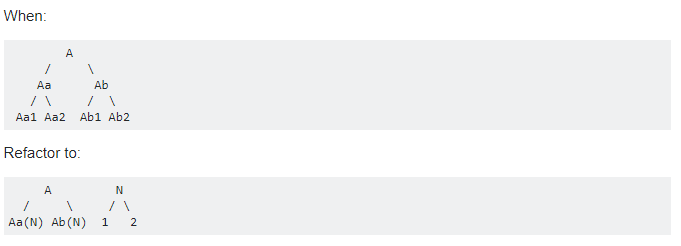 When:
A
/ \
Aa Ab
/ \ / \
Aa1 Aa2 Ab1 Ab2
Refactor to:
A N
/ \ / \
Aa(N) Ab(N) 1 2